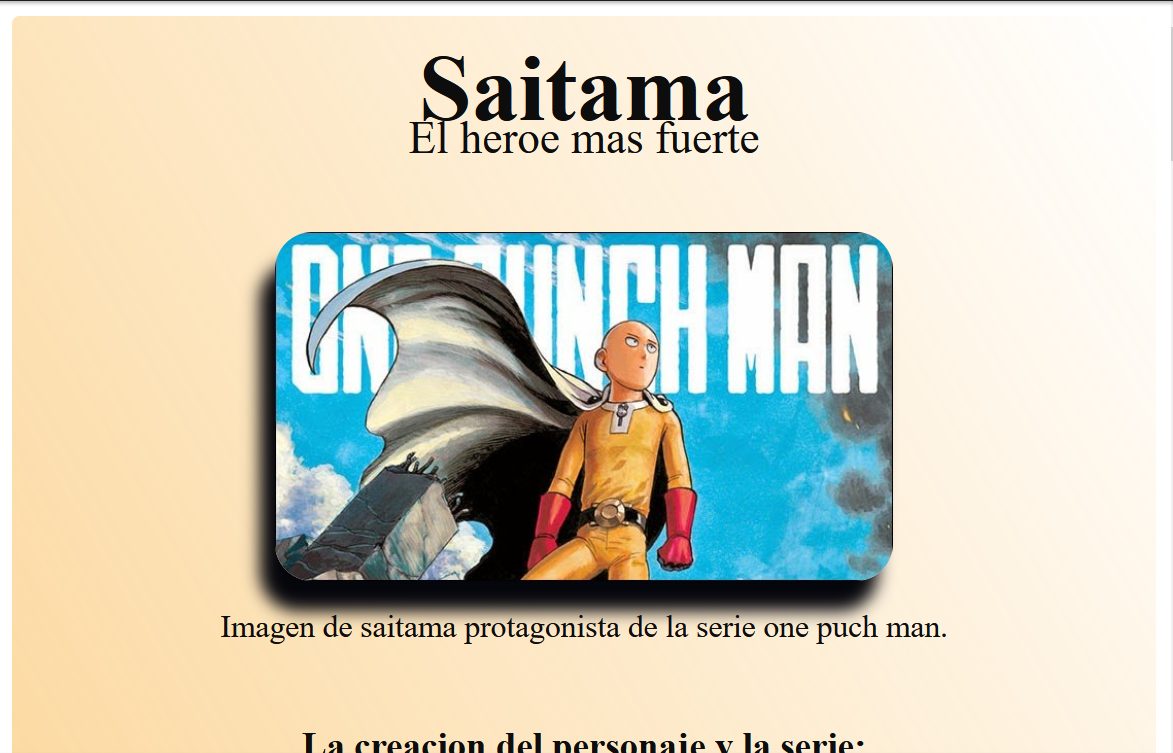 Saitama
El heroe mas fuerte
ONE PUNCH MAN
Imagen de saitama protagonista de la serie one puch man.
La creacion del personaje y la serie: